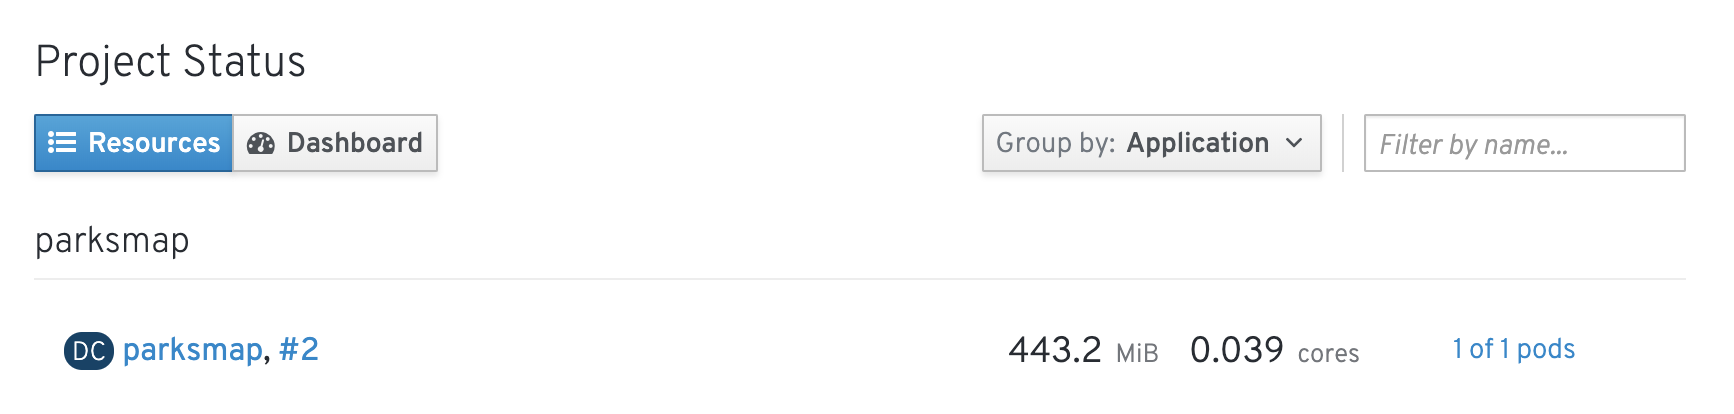 Project Status
Resources Dashboard Group by: Application Filter by name...
parksmap
DC parksmap, #2 443.2 MiB 0.039 cores 1 of 1 pods